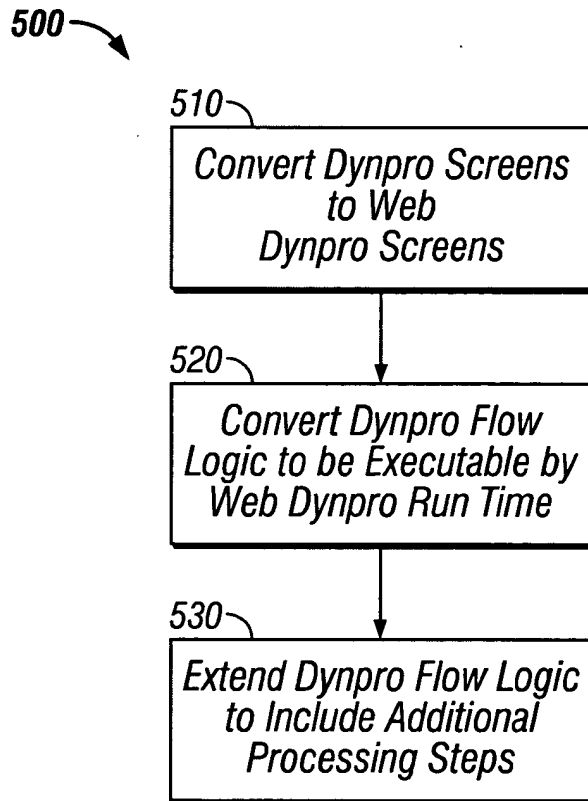 500
510
Convert Dynpro Screens
to Web
Dynpro Screens
520
Convert Dynpro Flow
Logic to be Executable by
Web Dynpro Run Time
530
Extend Dynpro Flow Logic
to Include Additional
Processing Steps